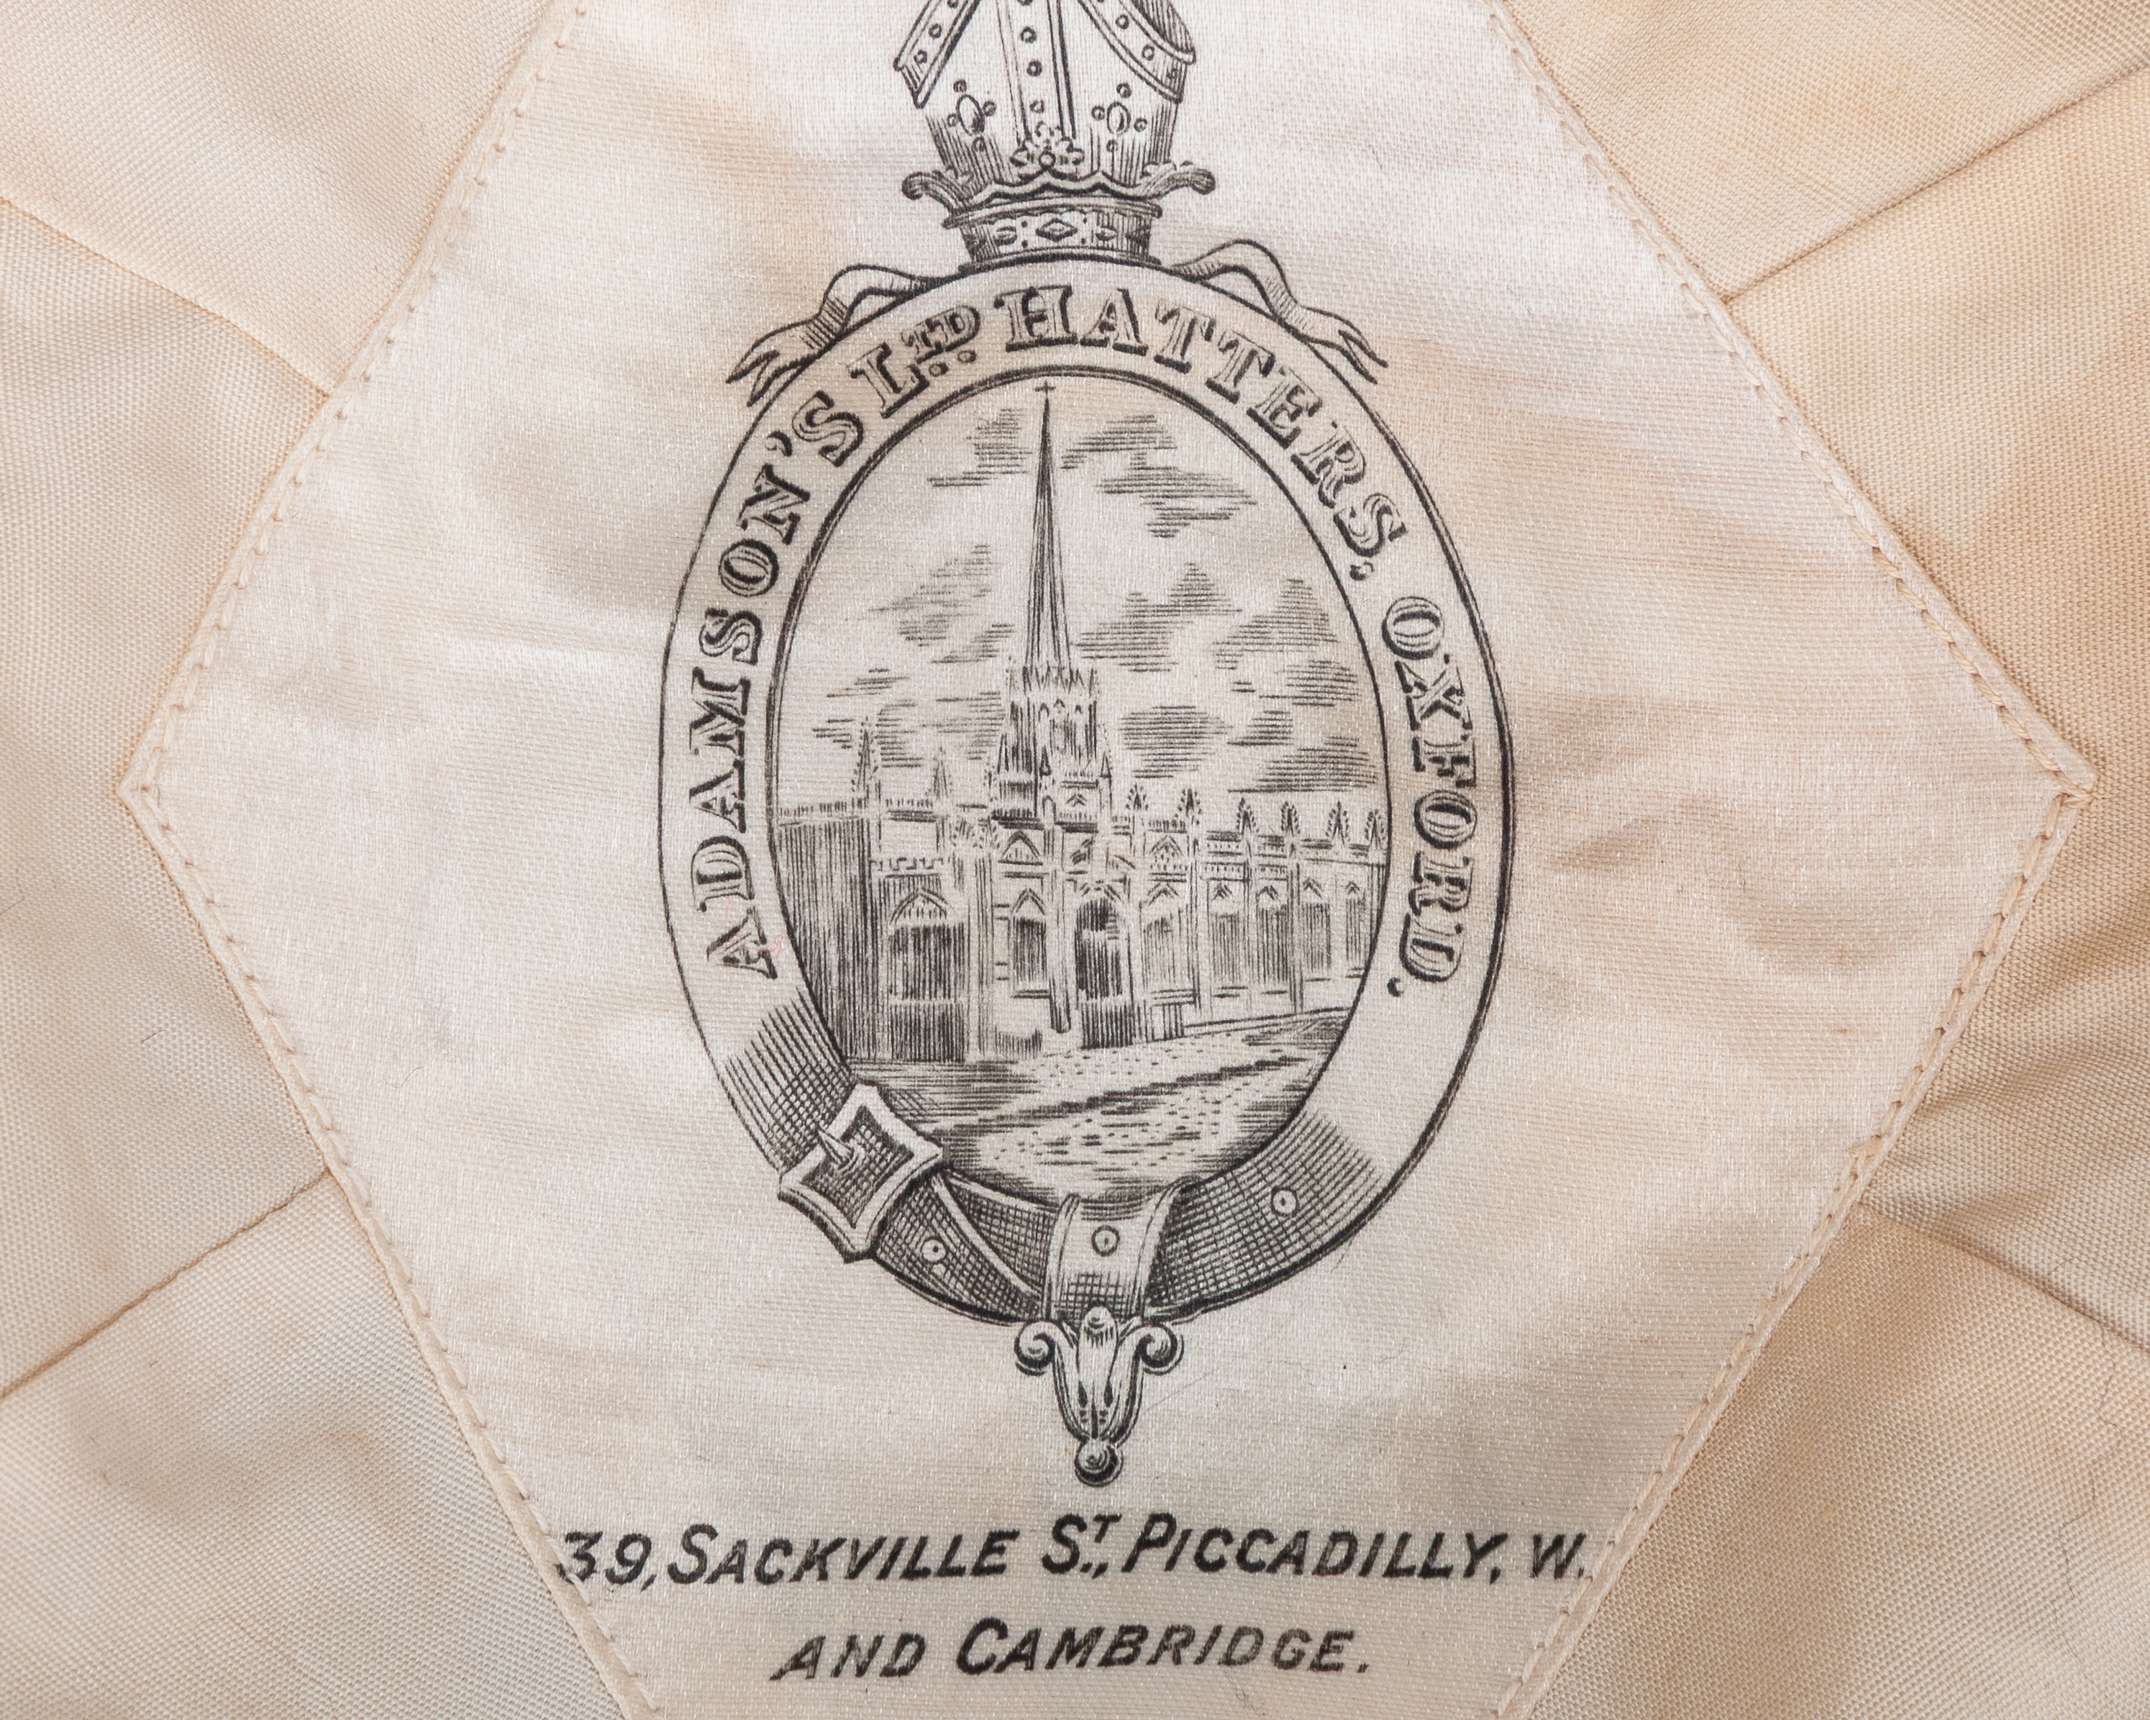 ADAMSON'S LTD. HATTERS, OXFORD.
39, SACKVILLE ST., PICCADILLY, W.
AND CAMBRIDGE.